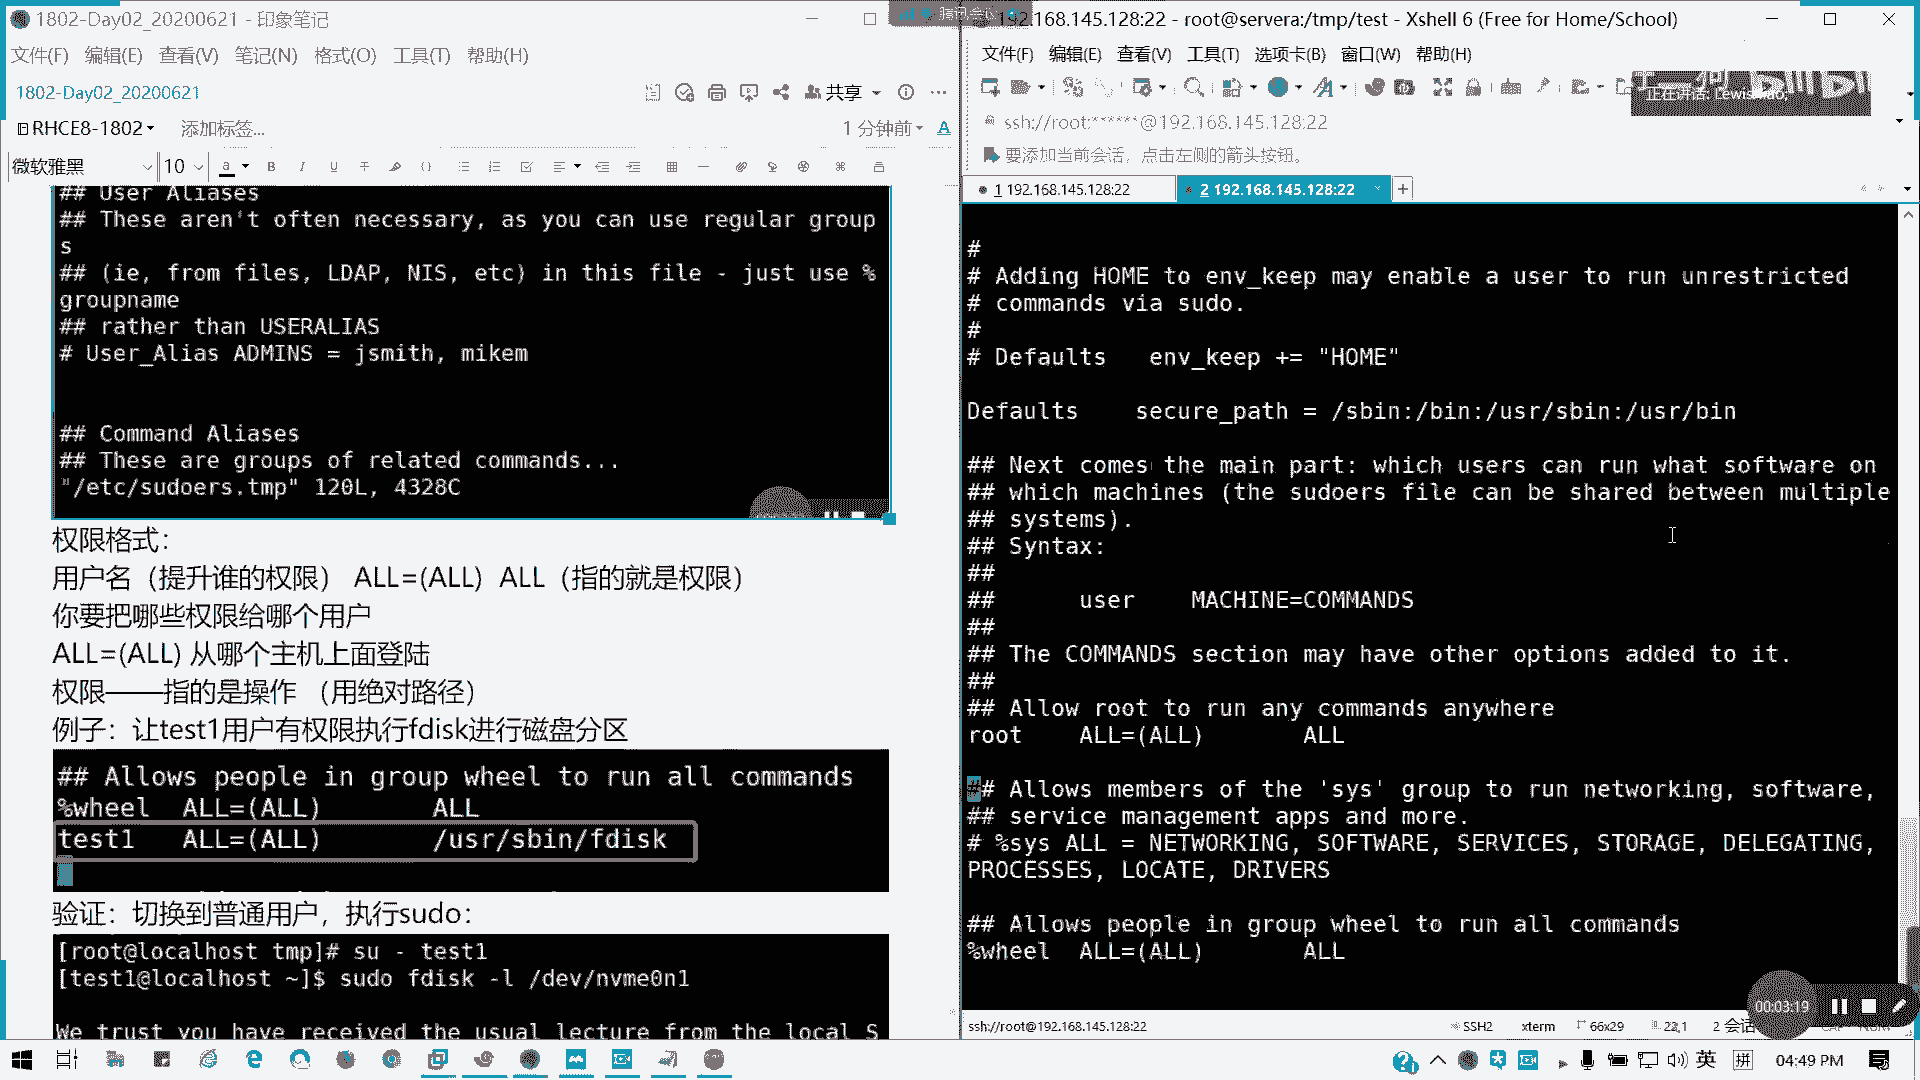 1802-Day02_20200621 - 印象笔记
文件(F) 编辑(E) 查看(V) 笔记(N) 格式(O) 工具(T) 帮助(H)
1802-Day02_20200621
共享
RHCE8-1802
添加标签...
1 分钟前
微软雅黑 10
## User Aliases
## These aren't often necessary, as you can use regular group
s
## (ie, from files, LDAP, NIS, etc) in this file - just use %
groupname
## rather than USERALIAS
# User_Alias ADMINS = jsmith, mikem
## Command Aliases
## These are groups of related commands...
"/etc/sudoers.tmp" 120L, 4328C
权限格式：
用户名（提升谁的权限） ALL=(ALL) ALL（指的就是权限）
你要把哪些权限给哪个用户
ALL=(ALL) 从哪个主机上面登陆
权限——指的是操作 （用绝对路径）
例子：让test1用户有权限执行fdisk进行磁盘分区
## Allows people in group wheel to run all commands
%wheel ALL=(ALL) ALL
test1 ALL=(ALL) /usr/sbin/fdisk
验证：切换到普通用户，执行sudo：
[root@localhost tmp]# su - test1
[test1@localhost ~]$ sudo fdisk -l /dev/nvme0n1
We trust you have received the usual lecture from the local S
腾讯会议
192.168.145.128:22 - root@servera:/tmp/test - Xshell 6 (Free for Home/School)
文件(F) 编辑(E) 查看(V) 工具(T) 选项卡(B) 窗口(W) 帮助(H)
正在讲话:
ssh://root:******@192.168.145.128:22
要添加当前会话，点击左侧的箭头按钮。
1 192.168.145.128:22
2 192.168.145.128:22
#
# Adding HOME to env_keep may enable a user to run unrestricted
# commands via sudo.
#
# Defaults env_keep += "HOME"
Defaults secure_path = /sbin:/bin:/usr/sbin:/usr/bin
## Next comes the main part: which users can run what software on
## which machines (the sudoers file can be shared between multiple
## systems).
## Syntax:
##
## user MACHINE=COMMANDS
##
## The COMMANDS section may have other options added to it.
##
## Allow root to run any commands anywhere
root ALL=(ALL) ALL
## Allows members of the 'sys' group to run networking, software,
## service management apps and more.
# %sys ALL = NETWORKING, SOFTWARE, SERVICES, STORAGE, DELEGATING,
PROCESSES, LOCATE, DRIVERS
## Allows people in group wheel to run all commands
%wheel ALL=(ALL) ALL
00:03:19
ssh://root@192.168.145.128:22 SSH2 xterm 66x29 22,1 2 会话
英 拼 04:49 PM